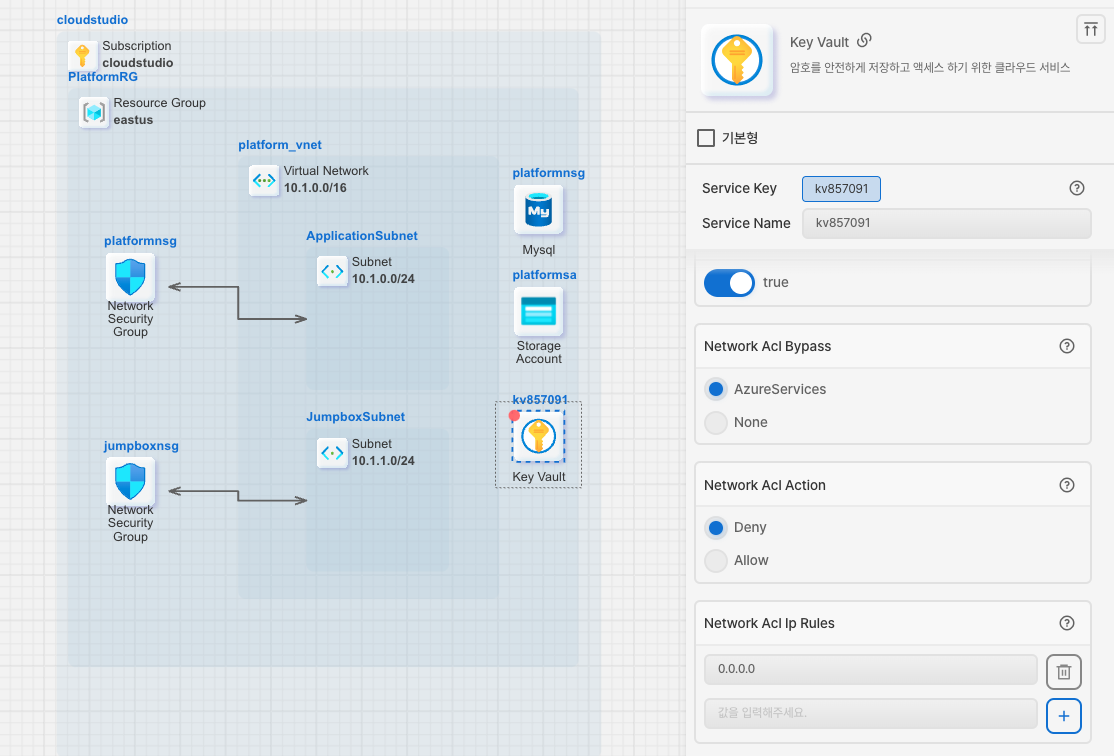 cloudstudio
Subscription
cloudstudio
PlatformRG
Resource Group
eastus
platform_vnet
Virtual Network
10.1.0.0/16
platformnsg
My
Mysql
platformnsg
Network
Security
Group
ApplicationSubnet
Subnet
10.1.0.0/24
platformsa
Storage
Account
kv857091
Key Vault
JumpboxSubnet
Subnet
10.1.1.0/24
jumpboxnsg
Network
Security
Group
Key Vault
암호를 안전하게 저장하고 액세스 하기 위한 클라우드 서비스
기본형
Service Key kv857091
Service Name kv857091
true
Network Acl Bypass
AzureServices
None
Network Acl Action
Deny
Allow
Network Acl Ip Rules
0.0.0.0
값을 입력해주세요.